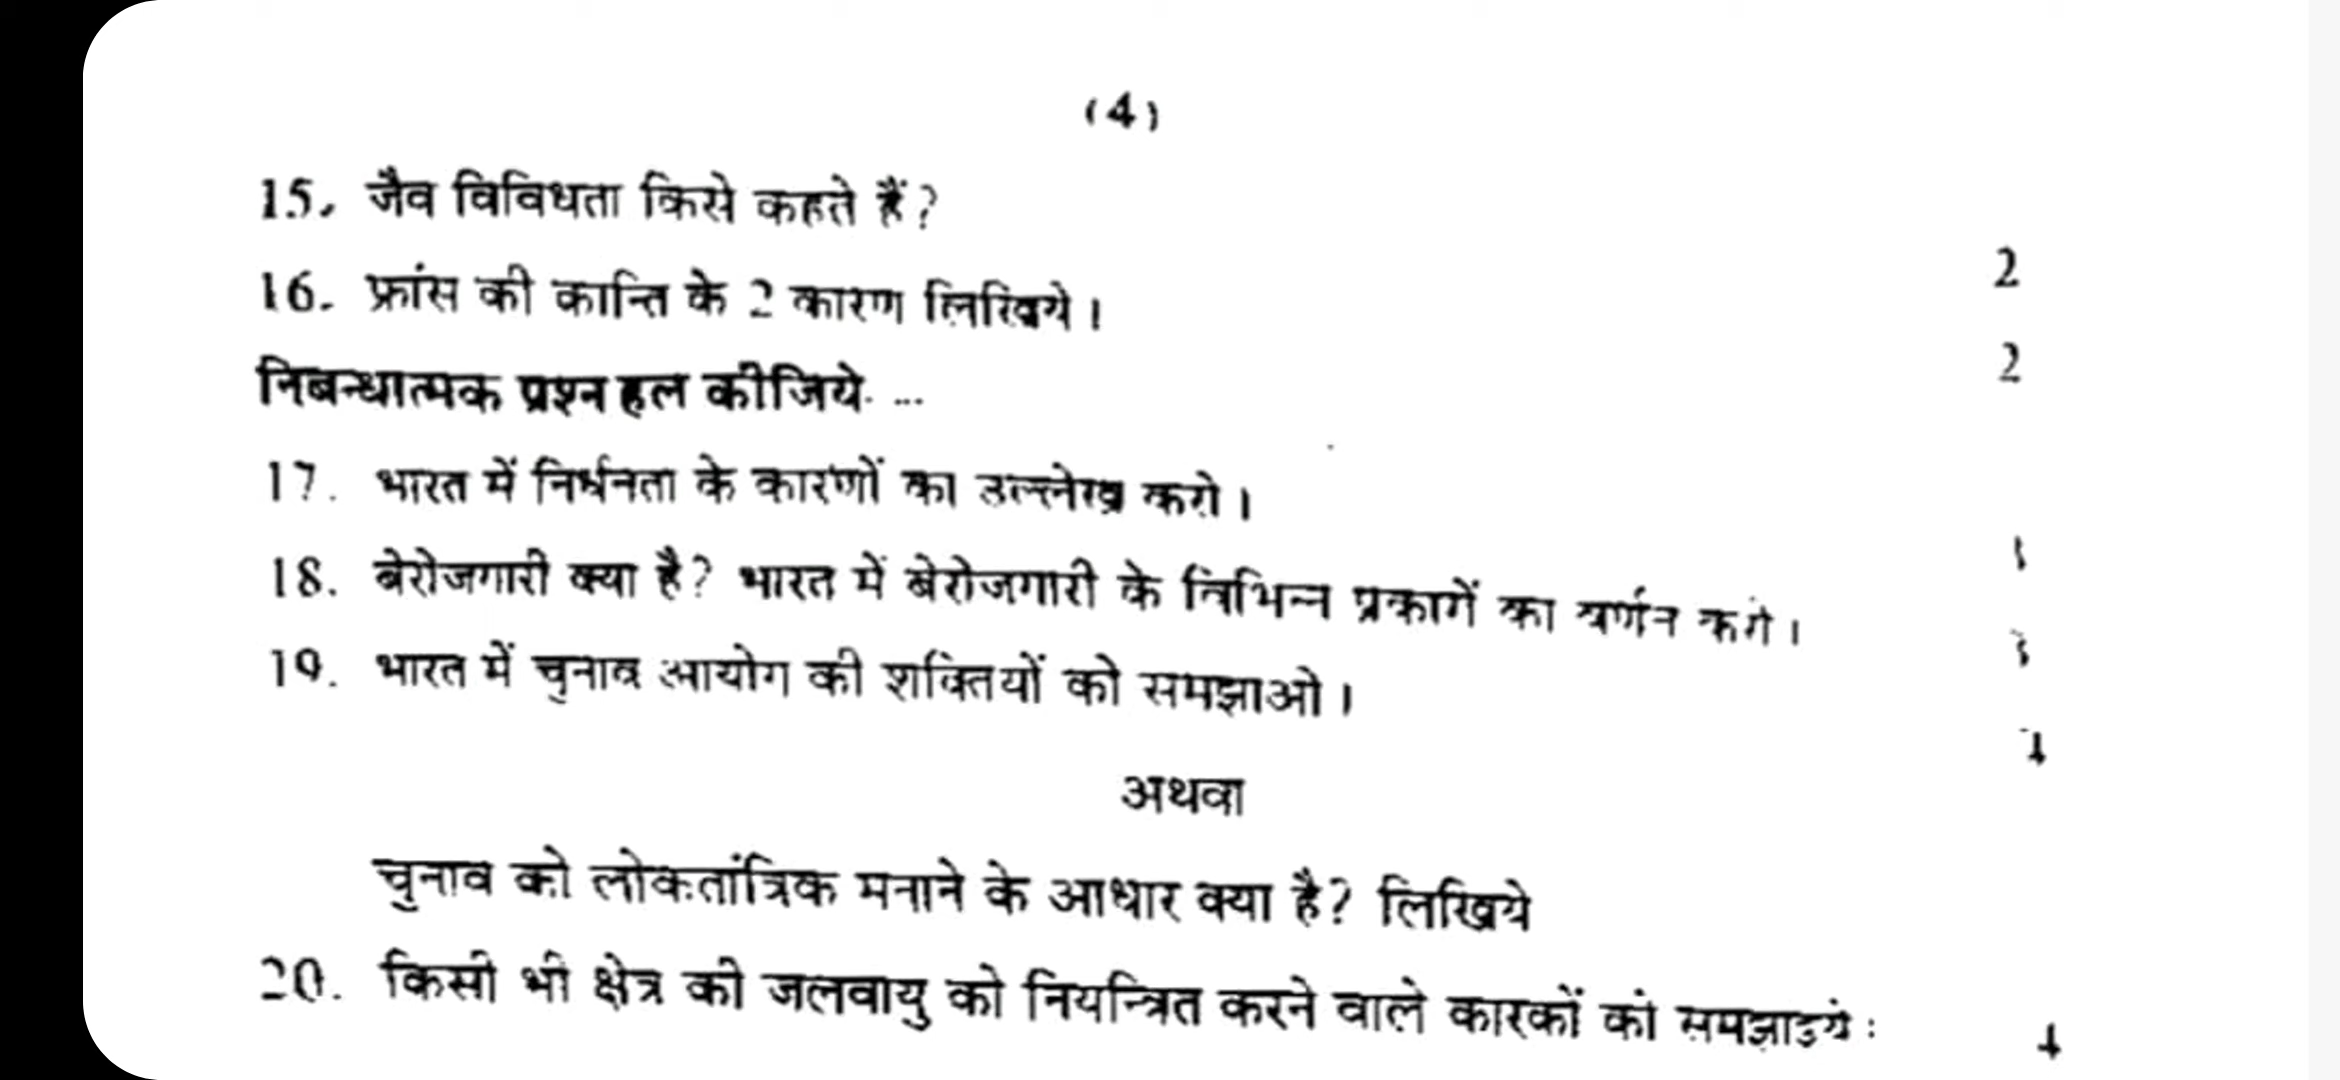 (4)
15. जैव विविधता किसे कहते हैं?
2
16. फ्रांस की कान्ति के 2 कारण लिखिये।
2
निबन्धात्मक प्रश्न हल कीजिये- ...
17. भारत में निर्धनता के कारणों का उल्लेख करो।
18. बेरोजगारी क्या है? भारत में बेरोजगारी के विभिन्न प्रकारों का वर्णन करो।
19. भारत में चुनाव आयोग की शक्तियों को समझाओ।
4
अथवा
चुनाव को लोकतांत्रिक मनाने के आधार क्या है? लिखिये
20. किसी भी क्षेत्र की जलवायु को नियन्त्रित करने वाले कारकों को समझाइये:
4